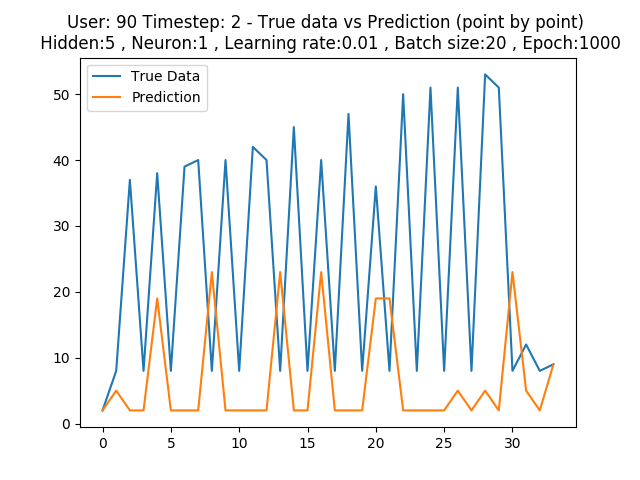 User: 90 Timestep: 2 - True data vs Prediction (point by point)
Hidden:5 , Neuron:1 , Learning rate:0.01 , Batch size:20 , Epoch:1000
True Data
Prediction
50
40
30
20
10
0
0 5 10 15 20 25 30